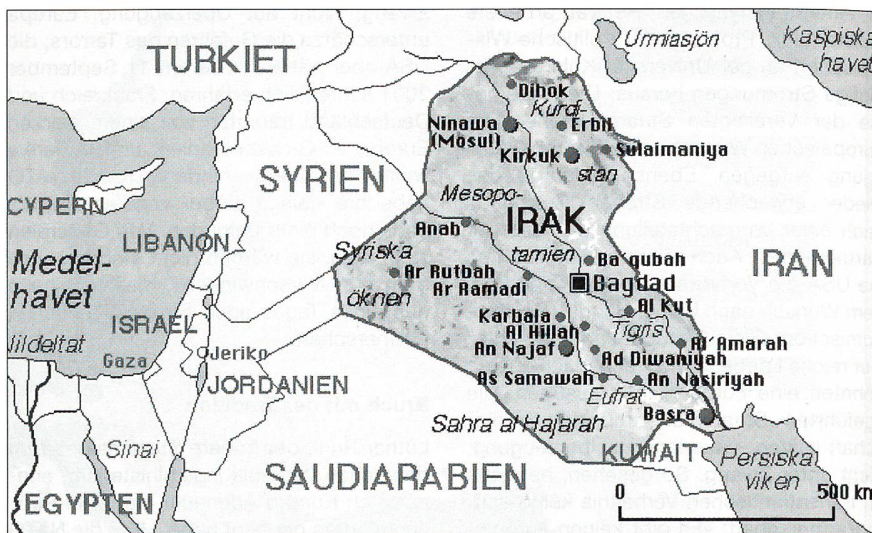 TURKIET
Urmiasjön
Kaspiska
havet
Dihok
Kurdi-
stan
Ninawa
(Mosul)
Erbil
Kirkuk
Sulaimaniya
SYRIEN
Mesopo-
tamien
IRAK
CYPERN
LIBANON
Anab
Medel-
havet
Syriska
öknen
Ar Rutbah
Ar Ramadi
Ba'qubah
Bagdad
IRAN
ISRAEL
Karbala
Al Kut
Al Hillah
Tigris
Al'Amarah
Nildeltat
Gaza
Jeriko
An Najaf
Ad Diwaniyah
JORDANIEN
As Samawah
An Nasiriyah
Eufrat
Sahra al Hajarah
Basra
Sinai
KUWAIT
SAUDIARABIEN
Persiska
viken
EGYPTEN
0 500 km